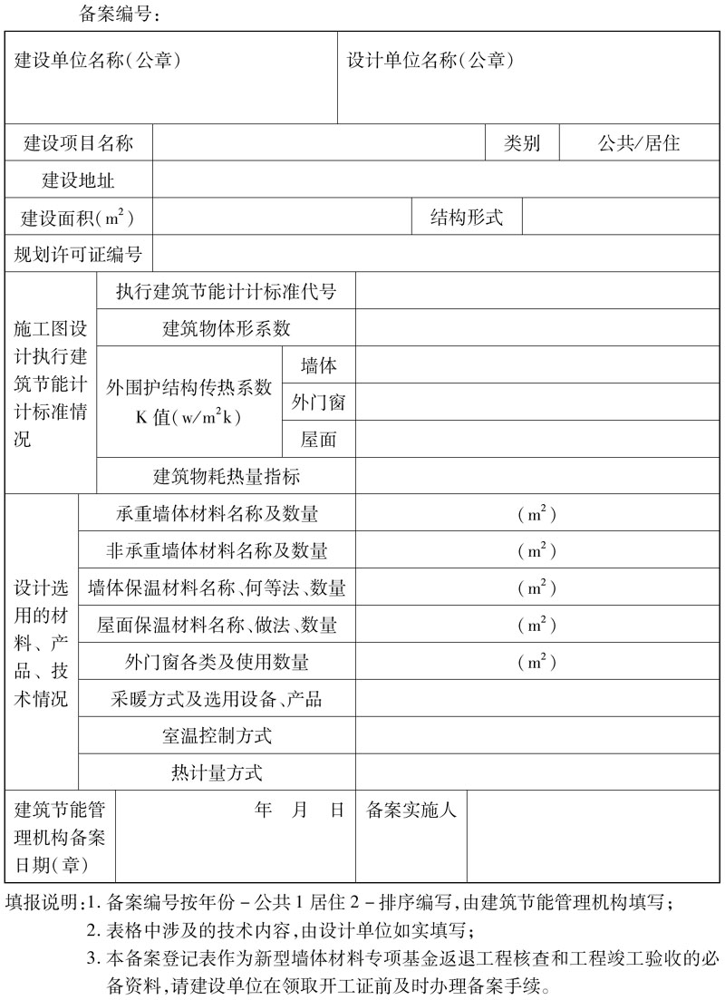 备案编号：
建设单位名称（公章）
设计单位名称（公章）
建设项目名称
类别
公共/居住
建设地址
建设面积（m²）
结构形式
规划许可证编号
施工图设
计执行建
筑节能计
计标准情
况
执行建筑节能计计标准代号
建筑物体形系数
外围护结构传热系数
K 值（w/m²k）
墙体
外门窗
屋面
建筑物耗热量指标
设计选
用的材
料、产
品、技
术情况
承重墙体材料名称及数量
（m²）
非承重墙体材料名称及数量
（m²）
墙体保温材料名称、何等法、数量
（m²）
屋面保温材料名称、做法、数量
（m²）
外门窗各类及使用数量
（m²）
采暖方式及选用设备、产品
室温控制方式
热计量方式
建筑节能管
理机构备案
日期（章）
年 月 日
备案实施人
填报说明：1. 备案编号按年份－公共 1 居住 2－排序编写，由建筑节能管理机构填写；
2. 表格中涉及的技术内容，由设计单位如实填写；
3. 本备案登记表作为新型墙体材料专项基金返退工程核查和工程竣工验收的必
备资料，请建设单位在领取开工证前及时办理备案手续。